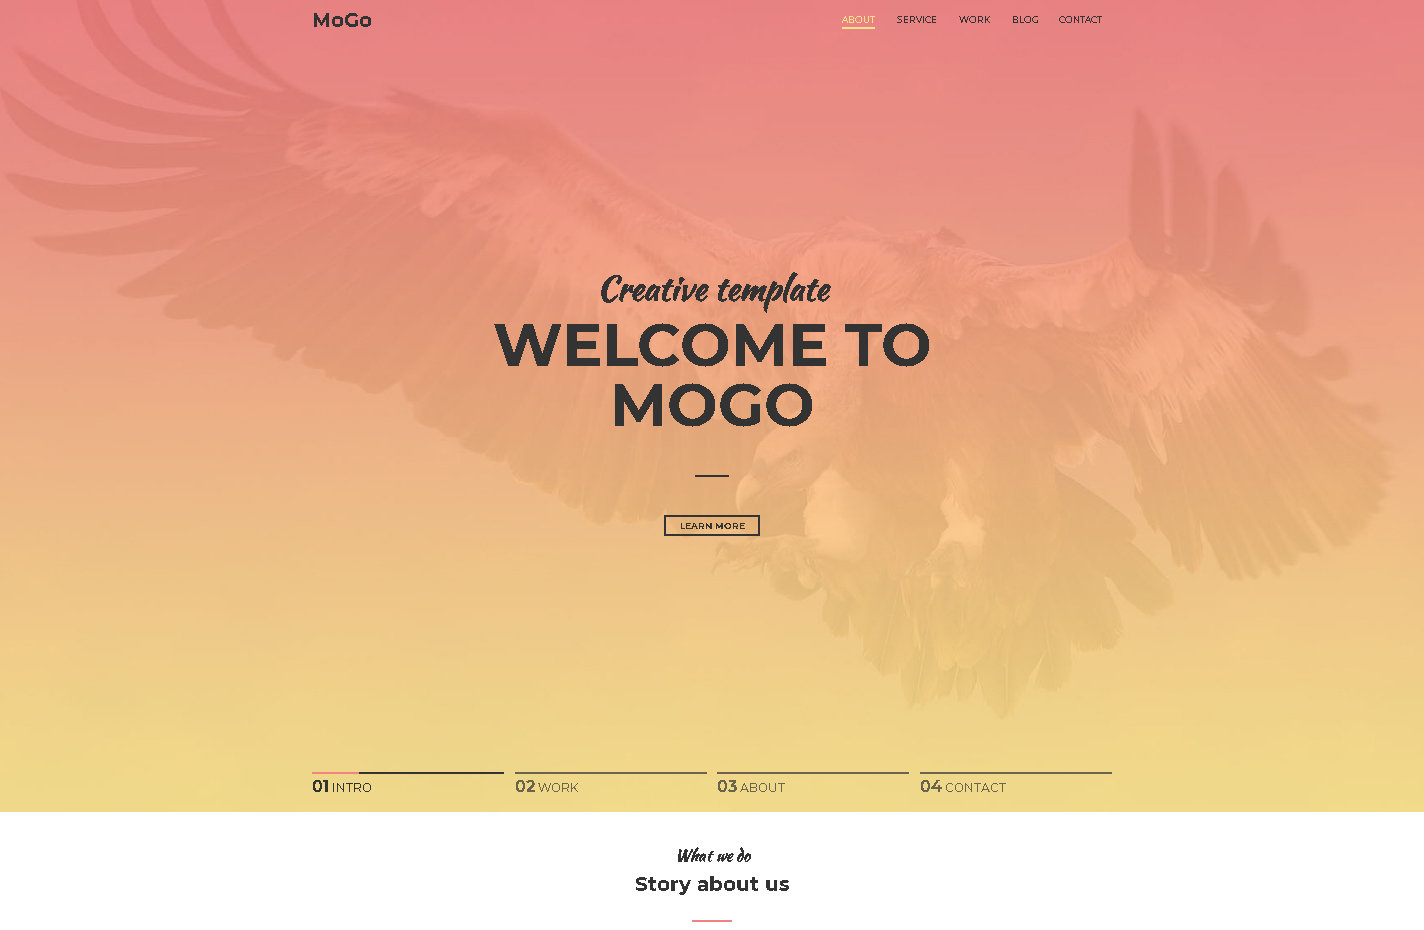 MoGo
ABOUT SERVICE WORK BLOG CONTACT
Creative template
WELCOME TO
MOGO
LEARN MORE
01 INTRO 02 WORK 03 ABOUT 04 CONTACT
What we do
Story about us